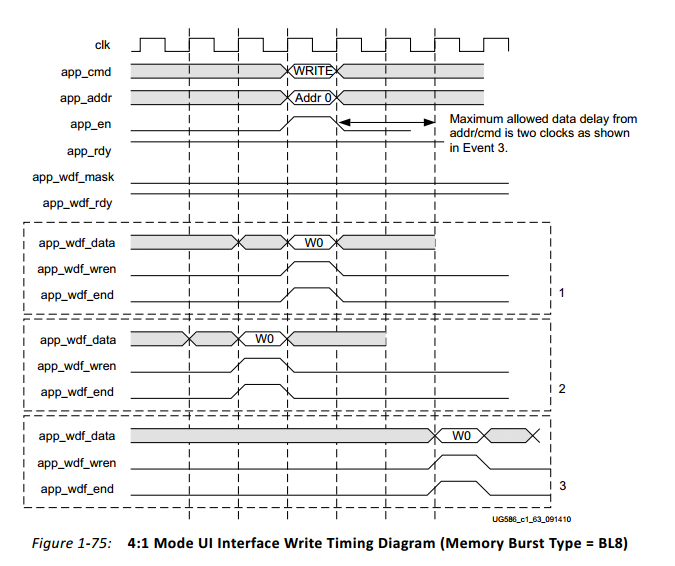 clk
app_cmd
WRITE
app_addr
Addr 0
app_en
Maximum allowed data delay from
addr/cmd is two clocks as shown
in Event 3.
app_rdy
app_wdf_mask
app_wdf_rdy
app_wdf_data
W0
app_wdf_wren
app_wdf_end
1
app_wdf_data
W0
app_wdf_wren
app_wdf_end
2
app_wdf_data
W0
app_wdf_wren
app_wdf_end
3
UG586_c1_63_091410
Figure 1-75: 4:1 Mode UI Interface Write Timing Diagram (Memory Burst Type = BL8)